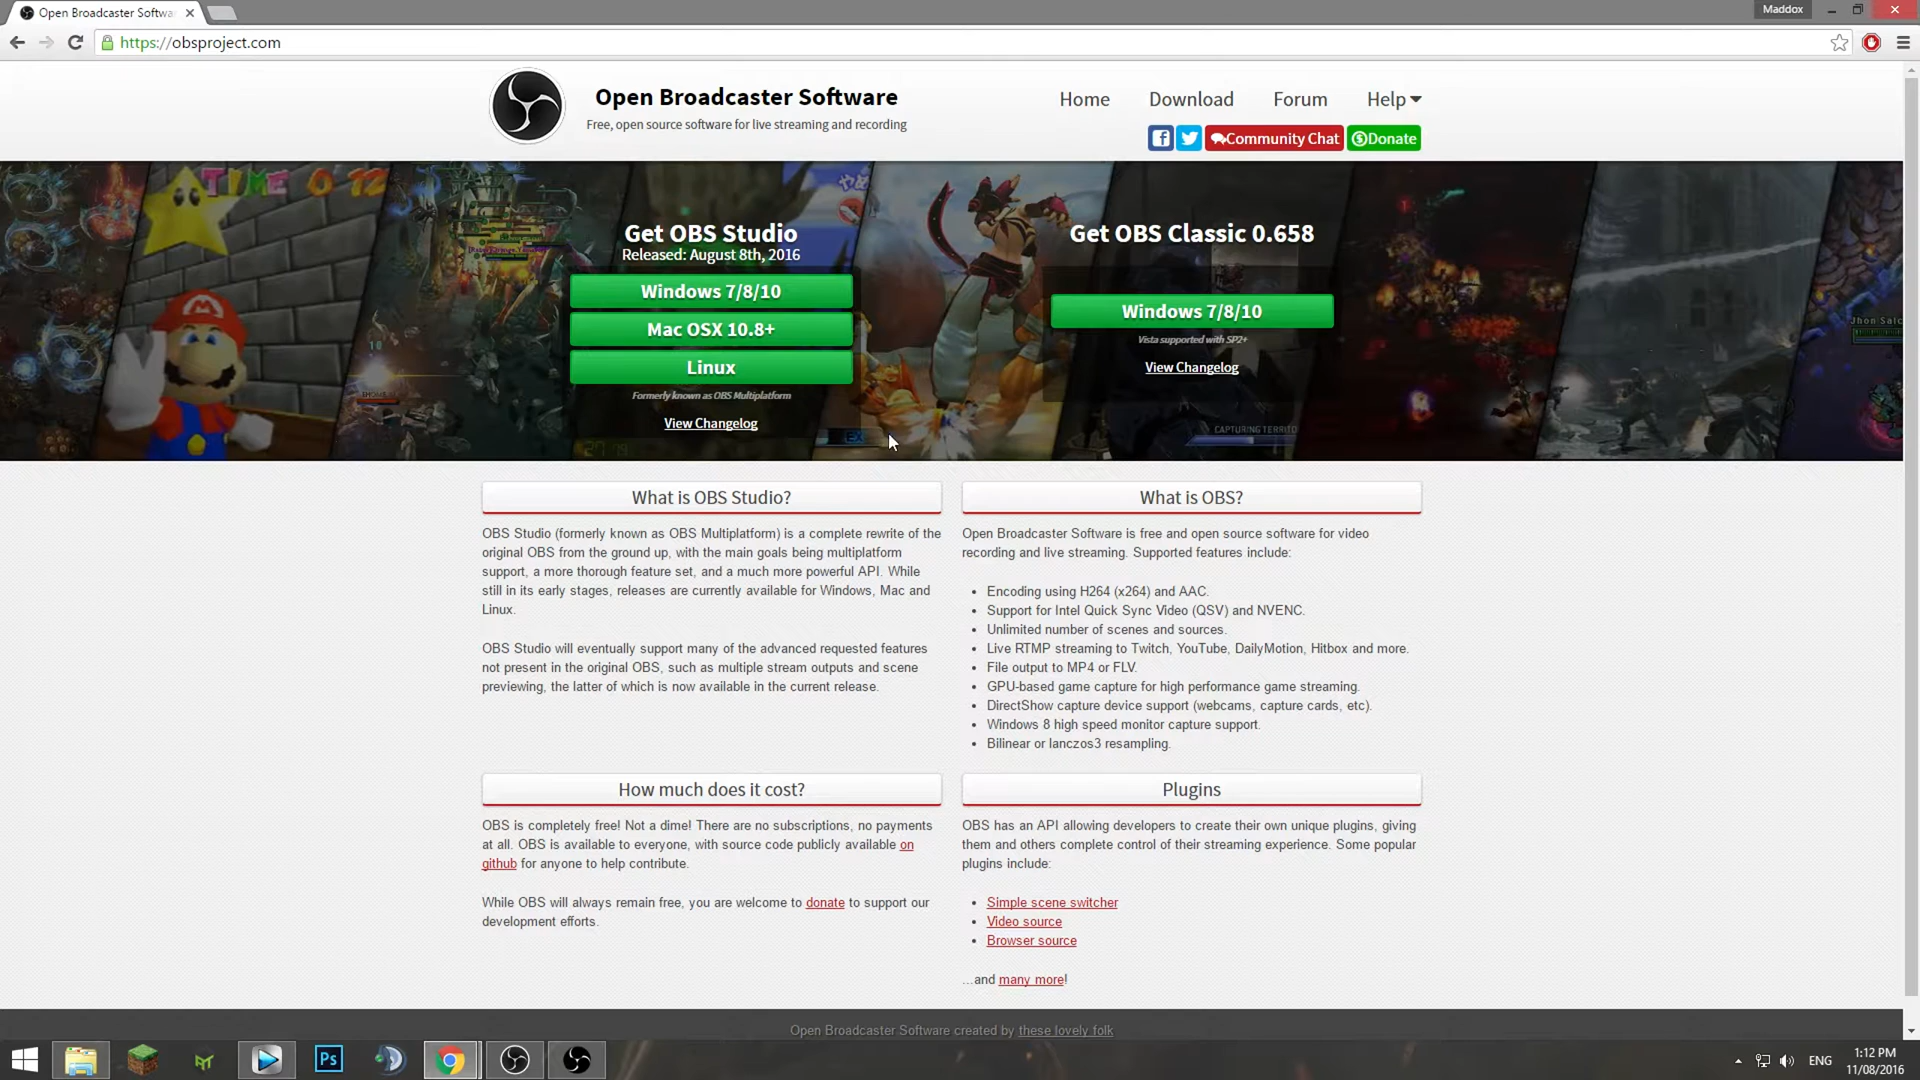 Open Broadcaster Softwa
Maddox
https://obsproject.com
Open Broadcaster Software
Free, open source software for live streaming and recording
Home Download Forum Help
Community Chat Donate
TIME 0 12
Get OBS Studio
Released: August 8th, 2016
Windows 7/8/10
Mac OSX 10.8+
Linux
Formerly known as OBS Multiplatform
View Changelog
EX
Get OBS Classic 0.658
Windows 7/8/10
Vista supported with SP2+
View Changelog
CAPTURING TERRITO
Jhon Saic
What is OBS Studio?
OBS Studio (formerly known as OBS Multiplatform) is a complete rewrite of the
original OBS from the ground up, with the main goals being multiplatform
support, a more thorough feature set, and a much more powerful API. While
still in its early stages, releases are currently available for Windows, Mac and
Linux.
OBS Studio will eventually support many of the advanced requested features
not present in the original OBS, such as multiple stream outputs and scene
previewing, the latter of which is now available in the current release.
What is OBS?
Open Broadcaster Software is free and open source software for video
recording and live streaming. Supported features include:
• Encoding using H264 (x264) and AAC.
• Support for Intel Quick Sync Video (QSV) and NVENC.
• Unlimited number of scenes and sources.
• Live RTMP streaming to Twitch, YouTube, DailyMotion, Hitbox and more.
• File output to MP4 or FLV.
• GPU-based game capture for high performance game streaming.
• DirectShow capture device support (webcams, capture cards, etc).
• Windows 8 high speed monitor capture support.
• Bilinear or lanczos3 resampling.
How much does it cost?
OBS is completely free! Not a dime! There are no subscriptions, no payments
at all. OBS is available to everyone, with source code publicly available on
github for anyone to help contribute.
While OBS will always remain free, you are welcome to donate to support our
development efforts.
Plugins
OBS has an API allowing developers to create their own unique plugins, giving
them and others complete control of their streaming experience. Some popular
plugins include:
• Simple scene switcher
• Video source
• Browser source
...and many more!
Open Broadcaster Software created by these lovely folk
Ps
ENG
1:12 PM
11/08/2016